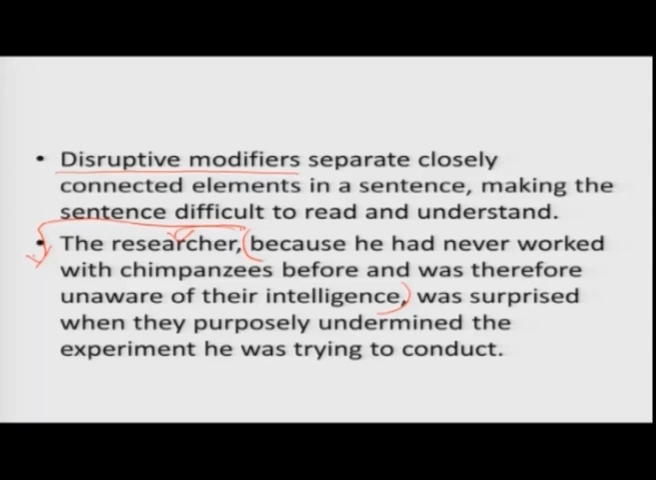 • Disruptive modifiers separate closely
connected elements in a sentence, making the
sentence difficult to read and understand.
• The researcher, because he had never worked
with chimpanzees before and was therefore
unaware of their intelligence, was surprised
when they purposely undermined the
experiment he was trying to conduct.